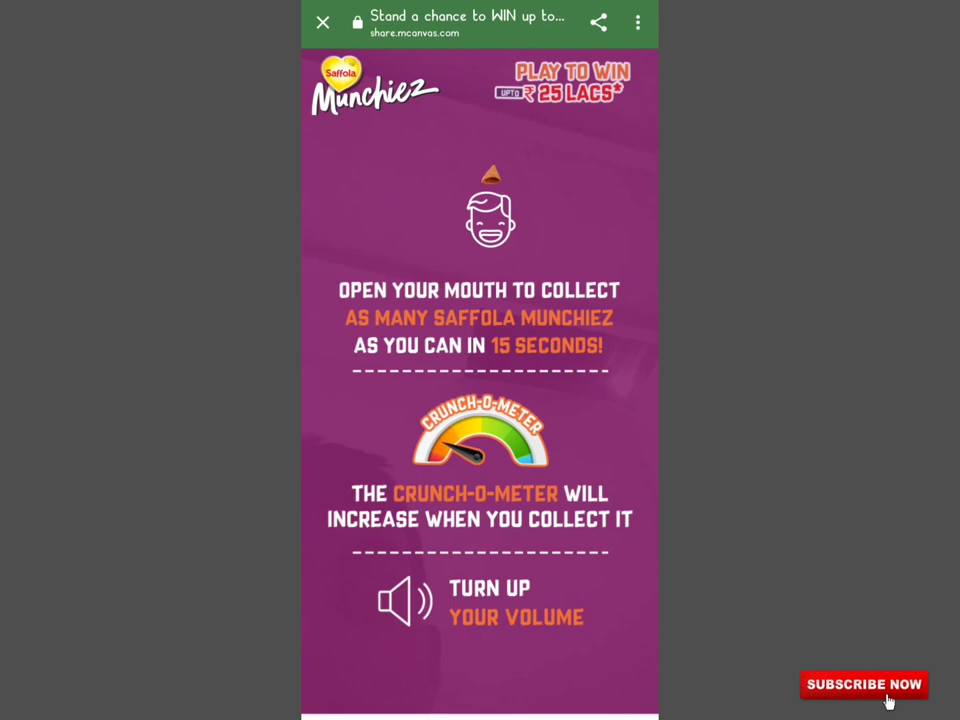 Stand a chance to WIN up to...
share.mcanvas.com
Saffola
Munchiez
PLAY TO WIN
UPTO ₹ 25 LACS*
OPEN YOUR MOUTH TO COLLECT
AS MANY SAFFOLA MUNCHIEZ
AS YOU CAN IN 15 SECONDS!
CRUNCH-O-METER
THE CRUNCH-O-METER WILL
INCREASE WHEN YOU COLLECT IT
TURN UP
YOUR VOLUME
SUBSCRIBE NOW